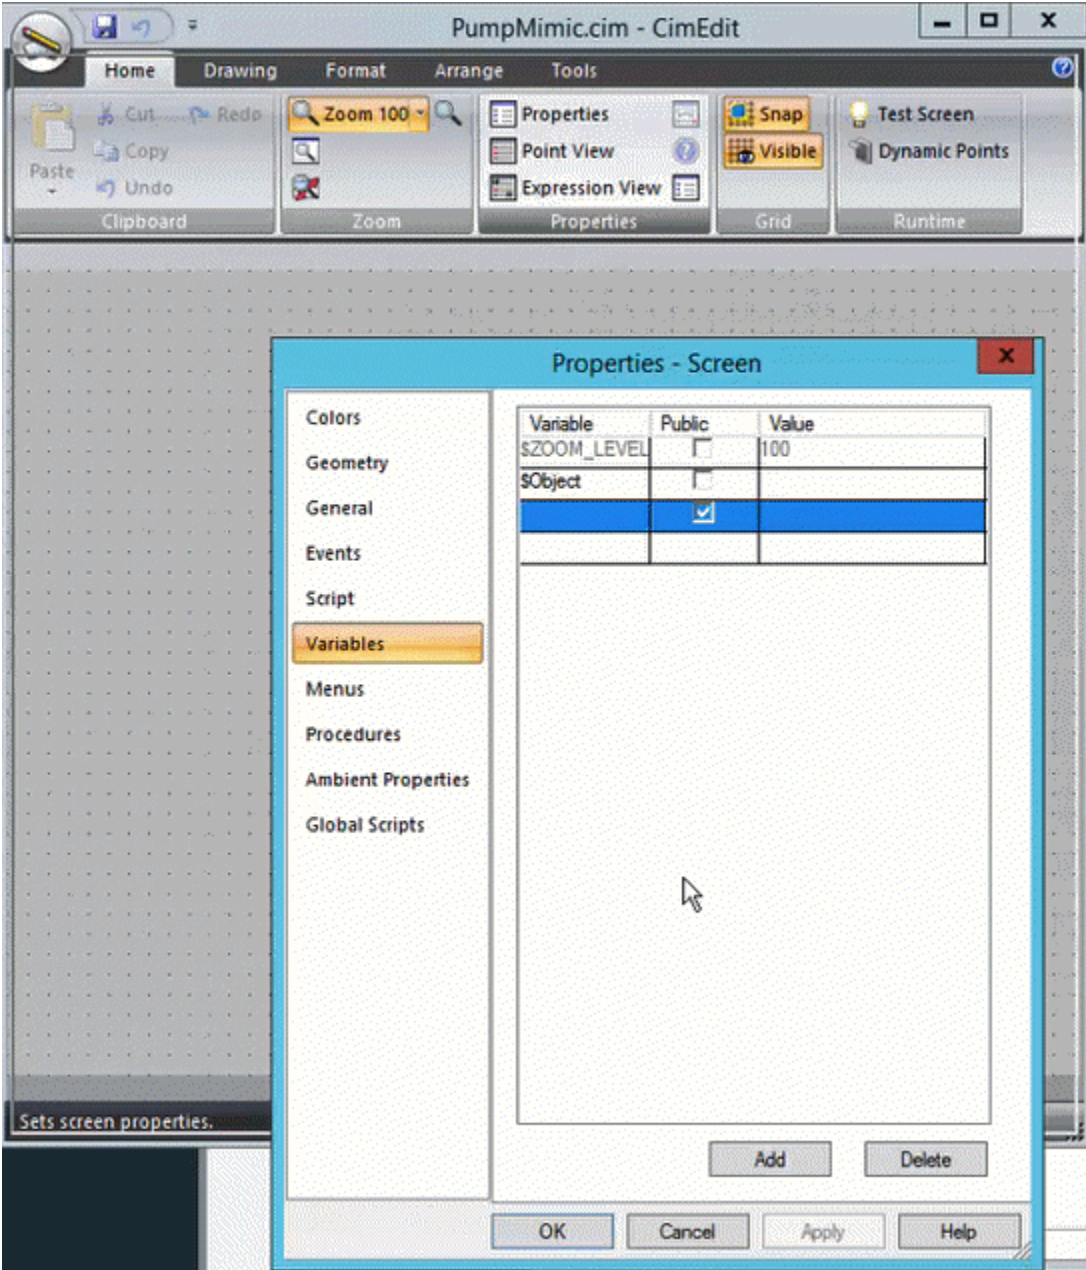 PumpMimic.cim - CimEdit
Home Drawing Format Arrange Tools
Paste
Cut
Copy
Undo
Redo
Clipboard
Zoom 100
Zoom
Properties
Point View
Expression View
Properties
Snap
Visible
Grid
Test Screen
Dynamic Points
Runtime
Properties - Screen
Colors
Geometry
General
Events
Script
Variables
Menus
Procedures
Ambient Properties
Global Scripts
Variable Public Value
$ZOOM_LEVEL 100
$Object
Add Delete
OK Cancel Apply Help
Sets screen properties.